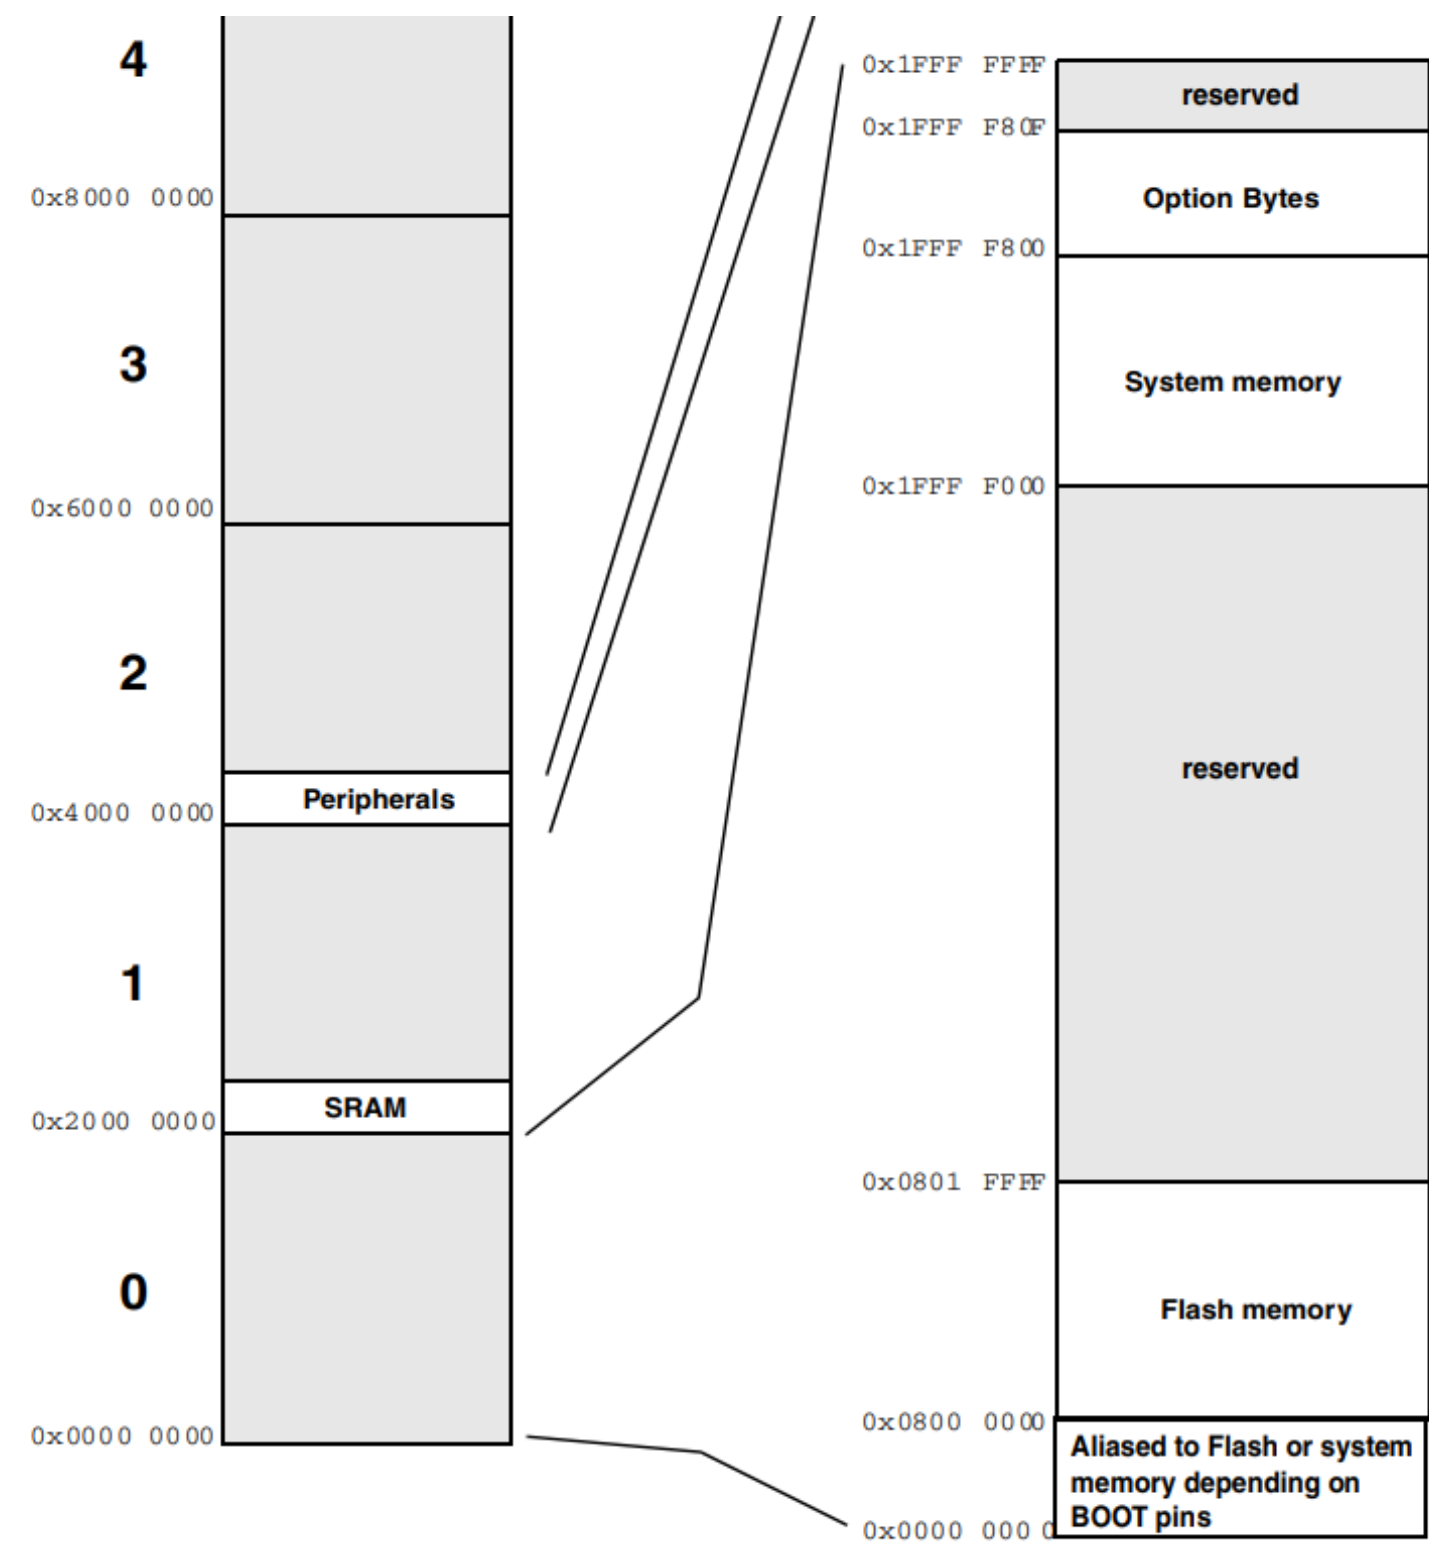 4
0x8000 0000
3
0x6000 0000
2
Peripherals
0x4000 0000
1
SRAM
0x2000 0000
0
0x0000 0000
0x1FFF FFFF
reserved
0x1FFF F80F
Option Bytes
0x1FFF F800
System memory
0x1FFF F000
reserved
0x0801 FFFF
Flash memory
0x0800 0000
Aliased to Flash or system
memory depending on
BOOT pins
0x0000 0000